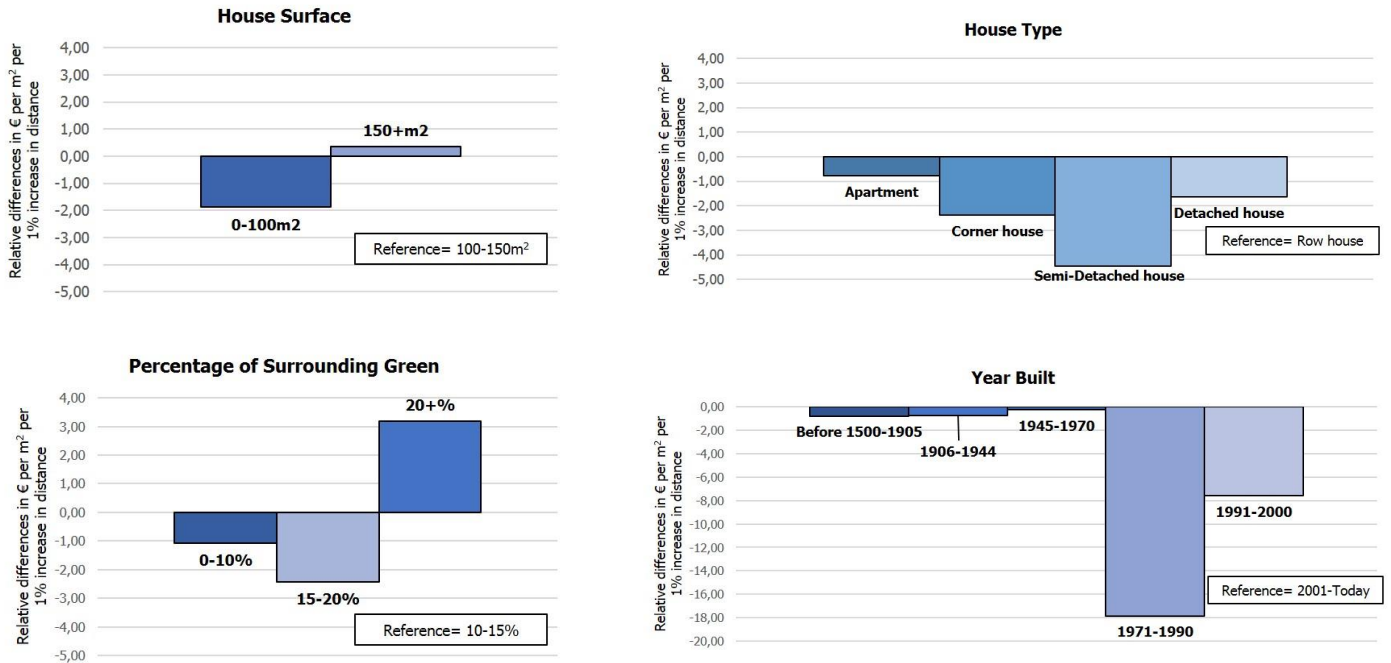 House Surface
Relative differences in € per m² per
1% increase in distance
4,00
3,00
2,00
1,00
0,00
-1,00
-2,00
-3,00
-4,00
-5,00
150+m2
0-100m2
Reference= 100-150m²
House Type
Relative differences in € per m² per
1% increase in distance
4,00
3,00
2,00
1,00
0,00
-1,00
-2,00
-3,00
-4,00
-5,00
Apartment
Corner house
Semi-Detached house
Detached house
Reference= Row house
Percentage of Surrounding Green
Relative differences in € per m² per
1% increase in distance
4,00
3,00
2,00
1,00
0,00
-1,00
-2,00
-3,00
-4,00
-5,00
20+%
0-10%
15-20%
Reference= 10-15%
Year Built
Relative differences in € per m² per
1% increase in distance
0,00
-2,00
-4,00
-6,00
-8,00
-10,00
-12,00
-14,00
-16,00
-18,00
-20,00
Before 1500-1905
1906-1944
1945-1970
1971-1990
1991-2000
Reference= 2001-Today